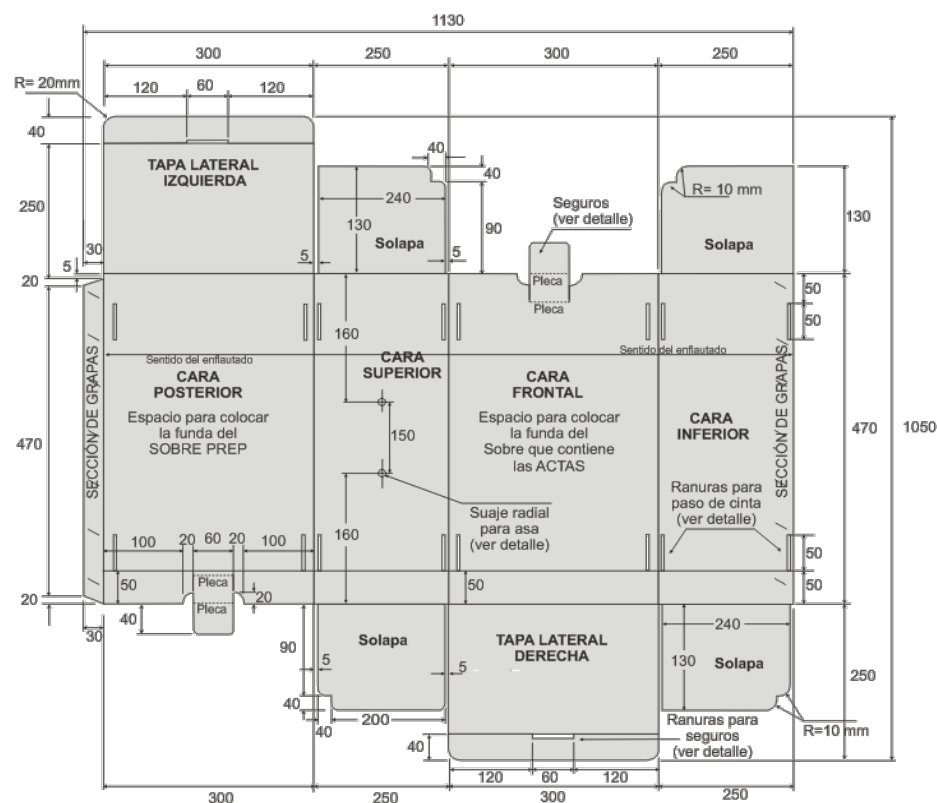 1130
300
250
300
250
R= 20mm
120
60
120
40
TAPA LATERAL
IZQUIERDA
40
40
R= 10 mm
250
240
130
90
Seguros
(ver detalle)
130
30
Solapa
Solapa
5
5
5
20
Pleca
Pleca
50
50
160
Sentido del enflautado
Sentido del enflautado
CARA
POSTERIOR
CARA
SUPERIOR
CARA
FRONTAL
CARA
INFERIOR
SECCIÓN DE GRAPAS
SECCIÓN DE GRAPAS
Espacio para colocar
la funda del
SOBRE PREP
Espacio para colocar
la funda del
Sobre que contiene
las ACTAS
470
150
470
1050
Ranuras para
paso de cinta
(ver detalle)
Suaje radial
para asa
(ver detalle)
160
100
20
60
20
100
50
50
50
50
Pleca
Pleca
20
20
40
30
90
5
Solapa
TAPA LATERAL
DERECHA
5
240
130
Solapa
250
40
40
200
Ranuras para
seguros
(ver detalle)
R=10 mm
40
120
60
120
300
250
300
250